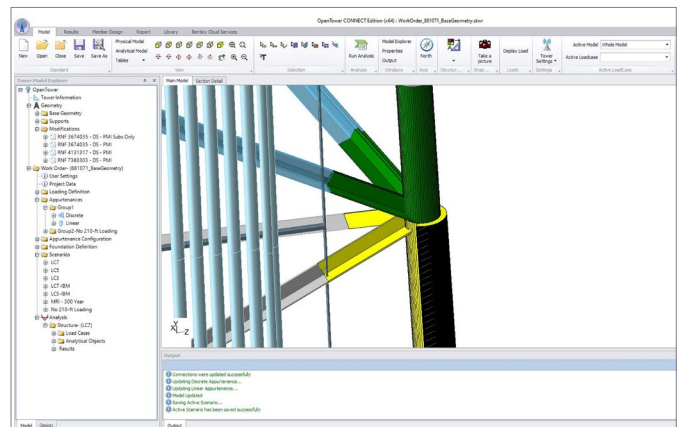 OpenTower CONNECT Edition (x64) : WorkOrder_881071_BaseGeometry.stwr
Model Results Member Design Report Library Bentley Cloud Services
New Open Close Save Save As
Physical Model
Analytical Model
Tables
Run Analysis
Model Explorer
Properties
Output
North
Take a picture
Display Load
Tower Settings
Active Model Whole Model
Active Loadcase
Standard View Selection Analysis Windows Axis Structur... Snap ... Loads Settings Active LoadCase
Tower Model Explorer
Main Model Section Detail
OpenTower
Tower Information
Geometry
Base Geometry
Supports
Modifications
RNF 3674035 - DS - PMI Subs Only
RNF 3674035 - DS - PMI
RNF 4131317 - DS - PMI
RNF 7368303 - DS - PMI
Work Order- (881071_BaseGeometry)
User Settings
Project Data
Loading Definition
Appurtenances
Group1
Discrete
Linear
Group2-No 210-ft Loading
Appurtenance Configuration
Foundation Definition
Scenarios
LC7
LC5
LC3
LC7-IBM
LC5-IBM
MRI - 300 Year
No 210-ft Loading
Analysis
Structure- (LC7)
Load Cases
Analytical Objects
Results
Y
X
Z
Output
Connections were updated successfully
Updating Discrete Appurtenance...
Updating Linear Appurtenance...
Model Updated
Saving Active Scenario...
Active Scenario has been saved successfully
Model Design
Output